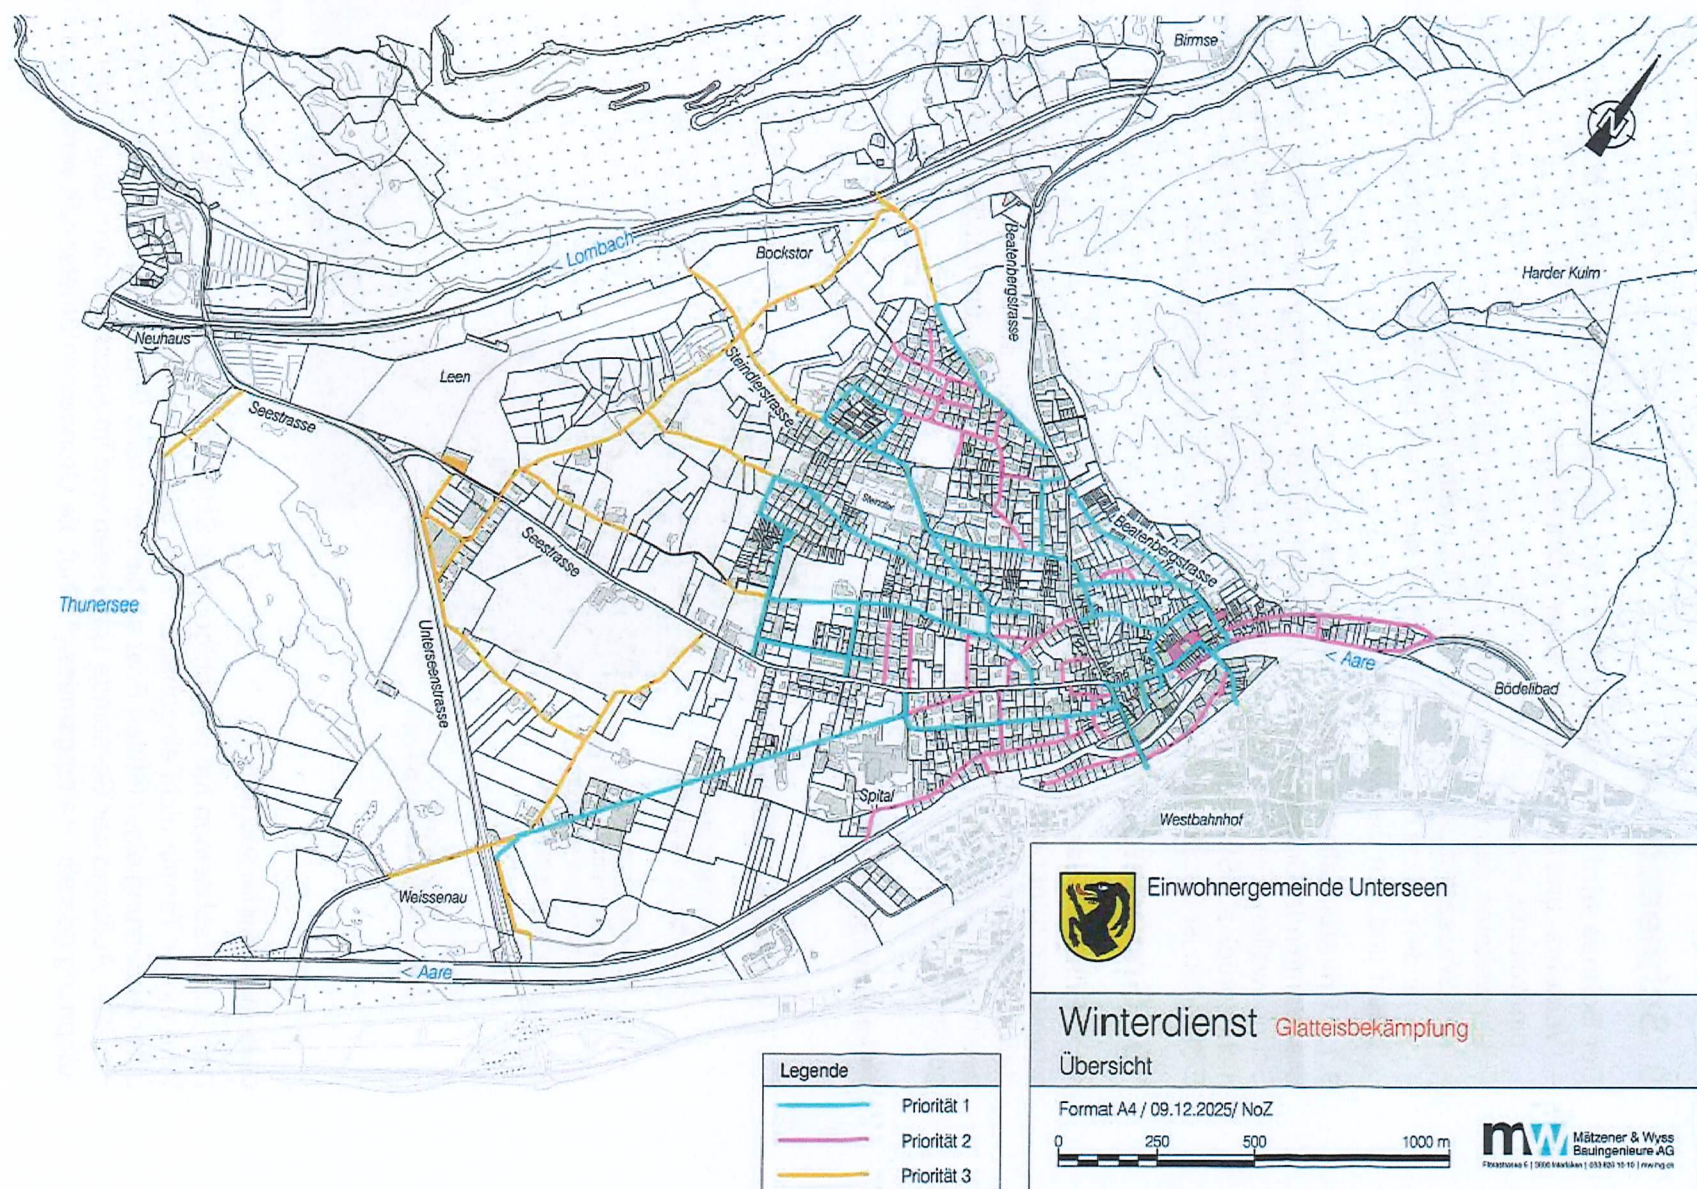 Birmse
Harder Kulm
Beatenbergstrasse
Bockstor
< Lombach
Neuhaus
Leen
Steindlerstrasse
Seestrasse
Seestrasse
Beatenbergstrasse
Thunersee
Unterseenstrasse
< Aare
Bödelibad
Spital
Westbahnhof
Weissenau
< Aare
Einwohnergemeinde Unterseen
Winterdienst Glatteisbekämpfung
Übersicht
Format A4 / 09.12.2025/ NoZ
0 250 500 1000 m
mw Mätzener & Wyss
Bauingenieure AG
Legende
Priorität 1
Priorität 2
Priorität 3